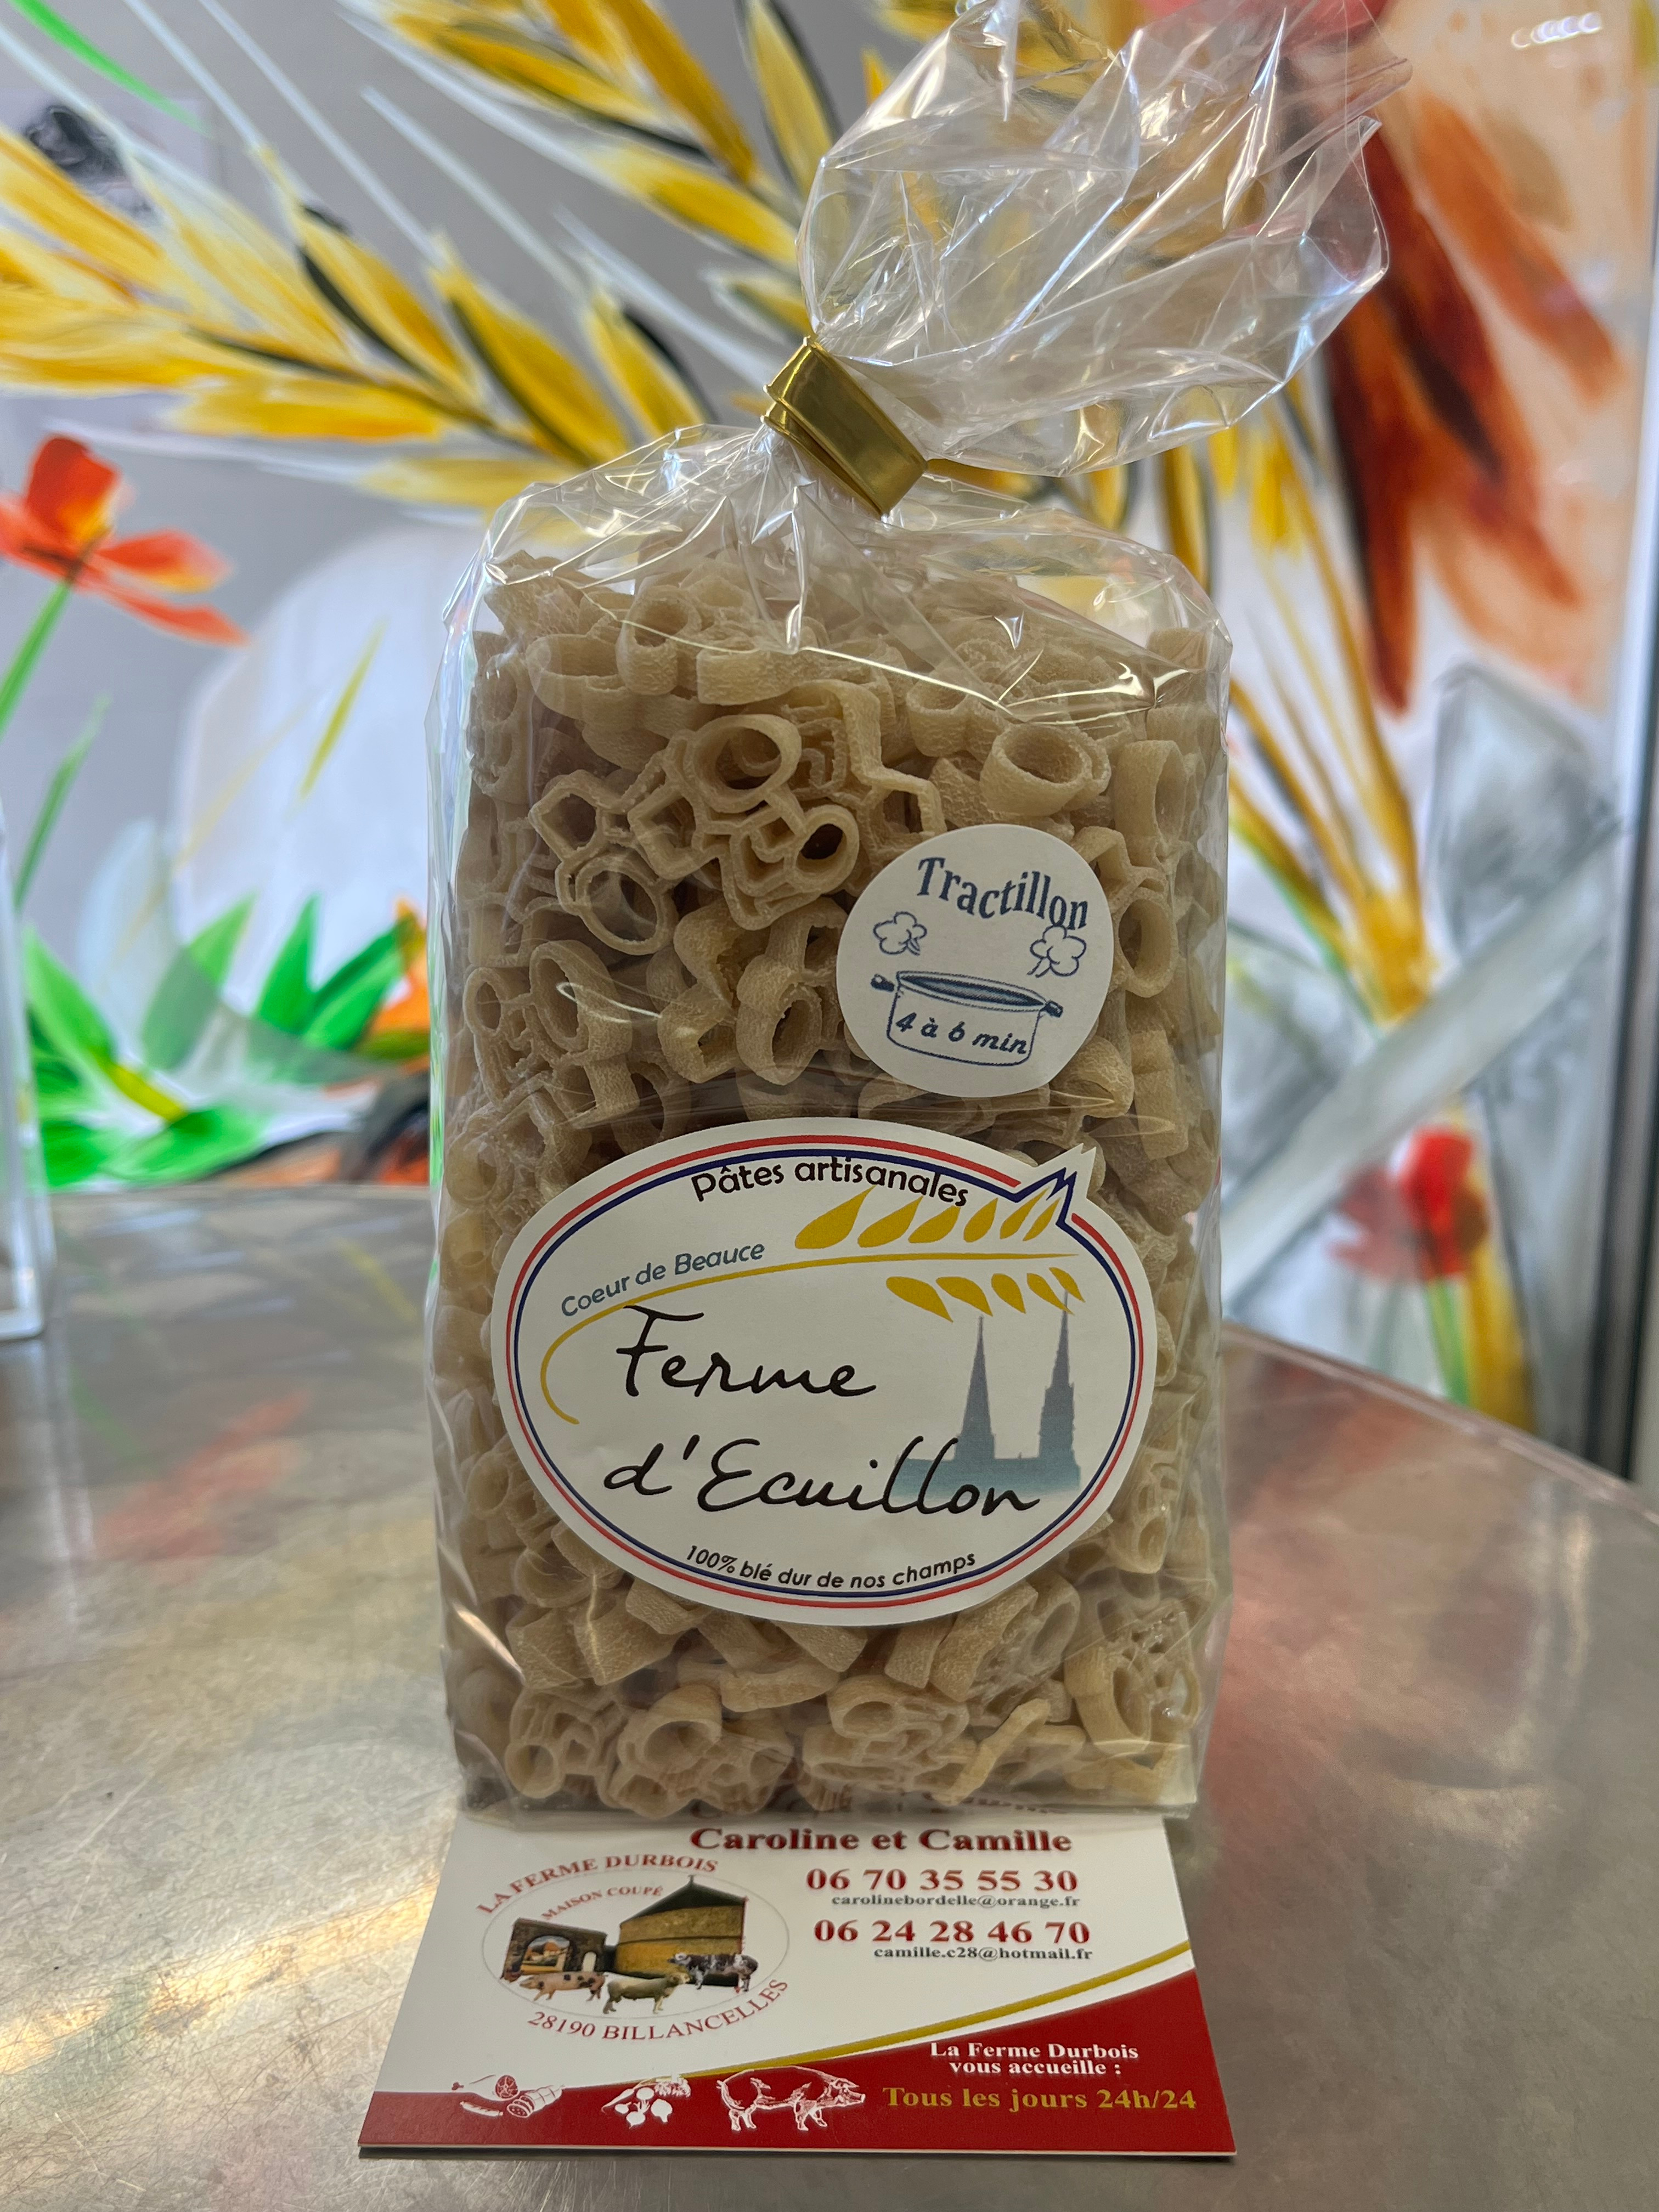 Tractillon
4 à 6 min
Pâtes artisanales
Coeur de Beauce
Ferme
d'Ecuillon
100% blé dur de nos champs
Caroline et Camille
06 70 35 55 30
carolinebordelle@orange.fr
06 24 28 46 70
camille.c28@hotmail.fr
LA FERME DURBOIS
MAISON COUPÉ
28190 BILLANCELLES
La Ferme Durbois
vous accueille :
Tous les jours 24h/24